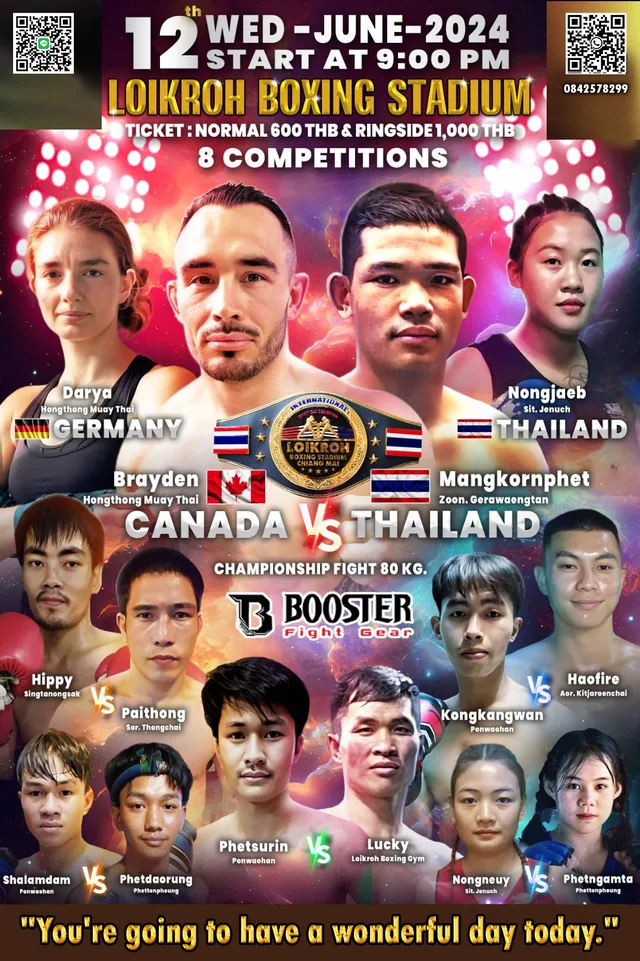 12th WED -JUNE-2024
START AT 9:00 PM
0842578299
LOIKROH BOXING STADIUM
TICKET : NORMAL 600 THB & RINGSIDE 1,000 THB
8 COMPETITIONS
Darya
Hongthong Muay Thai
GERMANY
Nongjaeb
Sit. Jenuch
THAILAND
INTERNATIONAL
LOIKROH
BOXING STADIUM
CHIANG MAI
Brayden
Hongthong Muay Thai
Mangkornphet
Zoon. Gerawaengtan
CANADA VS THAILAND
CHAMPIONSHIP FIGHT 80 KG.
B BOOSTER
Fight Gear
Hippy
Singtanongsak
VS
Paithong
Sor. Thongchai
Kongkangwan
Ponwaohan
VS
Haofire
Aor. Kitjaroenchai
Shalamdam
Ponwaohan
VS
Phetdaorung
Phettonpheung
Phetsurin
Ponwaohan
VS
Lucky
Loikroh Boxing Gym
Nongneuy
Sit. Jenuch
VS
Phetngamta
Phettonpheung
"You're going to have a wonderful day today."